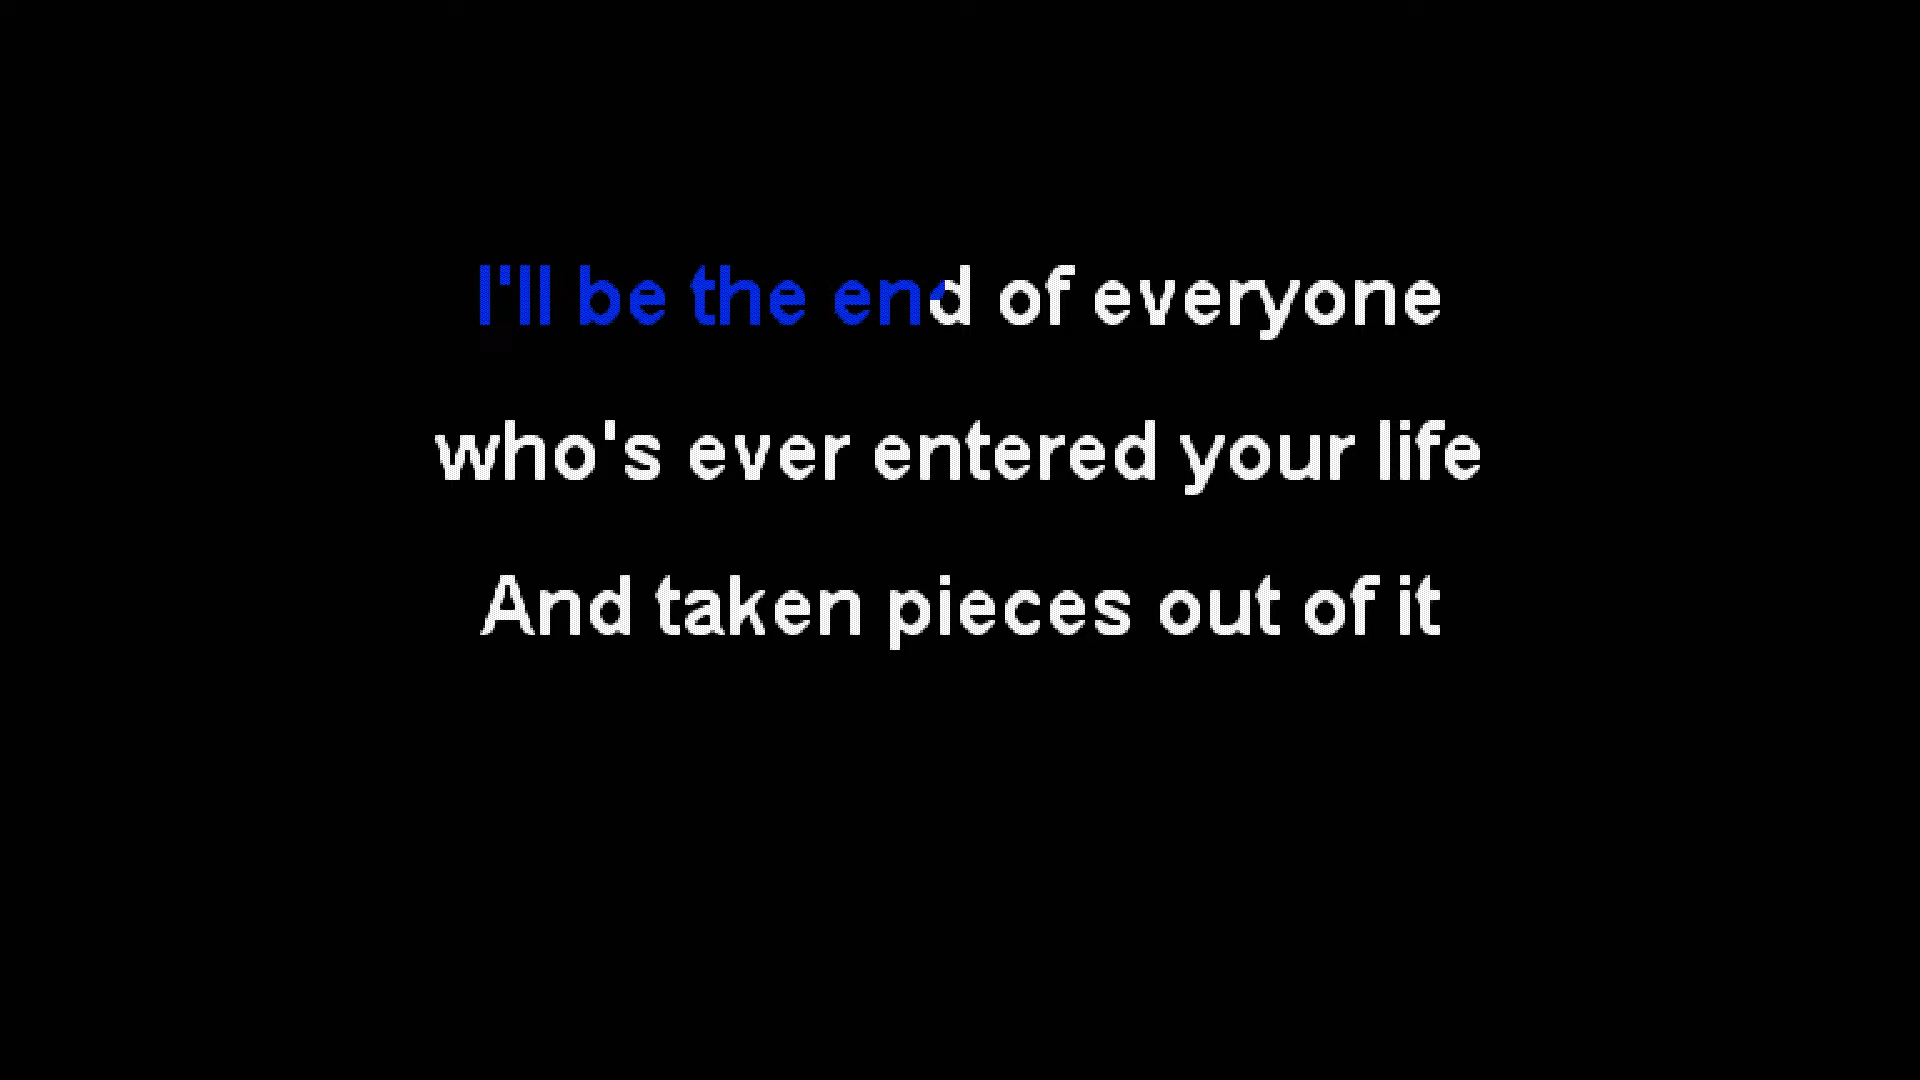 I'll be the end of everyone
who's ever entered your life
And taken pieces out of it